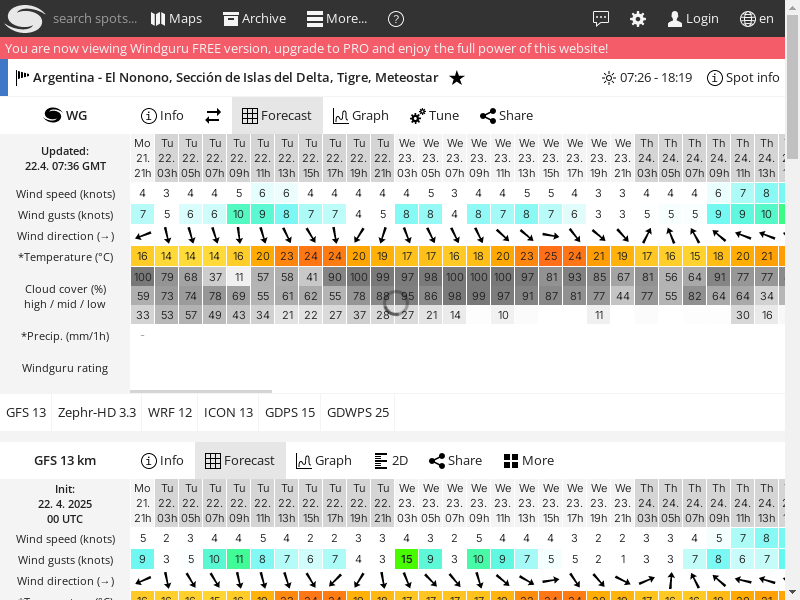 search spots... Maps Archive More... ? Login en
You are now viewing Windguru FREE version, upgrade to PRO and enjoy the full power of this website!
Argentina - El Nonono, Sección de Islas del Delta, Tigre, Meteostar ★ 07:26 - 18:19 Spot info
WG Info Forecast Graph Tune Share
Updated:
22.4. 07:36 GMT
Mo Tu Tu Tu Tu Tu Tu Tu Tu Tu Tu We We We We We We We We We We Th Th Th Th Th Th
21. 22. 22. 22. 22. 22. 22. 22. 22. 22. 22. 23. 23. 23. 23. 23. 23. 23. 23. 23. 23. 24. 24. 24. 24. 24. 24.
21h 03h 05h 07h 09h 11h 13h 15h 17h 19h 21h 03h 05h 07h 09h 11h 13h 15h 17h 19h 21h 03h 05h 07h 09h 11h 13h
Wind speed (knots) 4 3 4 4 5 6 6 4 4 4 4 4 5 3 4 4 5 5 4 3 3 4 4 4 6 7 8
Wind gusts (knots) 7 5 6 6 10 9 8 7 7 4 5 8 8 4 8 7 8 7 6 3 3 5 5 5 9 9 10
Wind direction (→)
*Temperature (°C) 16 14 14 14 16 20 23 24 24 20 19 17 17 16 16 20 23 25 24 21 19 17 16 15 18 20 21
Cloud cover (%)
high / mid / low
100 79 68 37 11 57 58 41 90 100 99 97 98 100 100 100 97 81 93 85 67 81 56 64 91 77 77
59 73 74 78 69 55 61 62 55 78 88 95 86 98 99 97 91 87 81 77 44 77 55 82 64 64 34
33 53 57 49 43 34 21 22 27 37 28 27 21 14 10 11 30 16
*Precip. (mm/1h) -
Windguru rating
GFS 13 Zephr-HD 3.3 WRF 12 ICON 13 GDPS 15 GDWPS 25
GFS 13 km Info Forecast Graph 2D Share More
Init:
22. 4. 2025
00 UTC
Mo Tu Tu Tu Tu Tu Tu Tu Tu Tu Tu We We We We We We We We We We Th Th Th Th Th Th
21. 22. 22. 22. 22. 22. 22. 22. 22. 22. 22. 23. 23. 23. 23. 23. 23. 23. 23. 23. 23. 24. 24. 24. 24. 24. 24.
21h 03h 05h 07h 09h 11h 13h 15h 17h 19h 21h 03h 05h 07h 09h 11h 13h 15h 17h 19h 21h 03h 05h 07h 09h 11h 13h
Wind speed (knots) 5 2 3 4 4 5 4 2 2 3 3 4 3 2 5 4 4 4 3 2 2 3 3 4 5 7 8
Wind gusts (knots) 9 3 5 10 11 8 7 6 7 4 3 15 9 3 10 9 7 5 5 2 1 3 3 7 8 6 7
Wind direction (→)